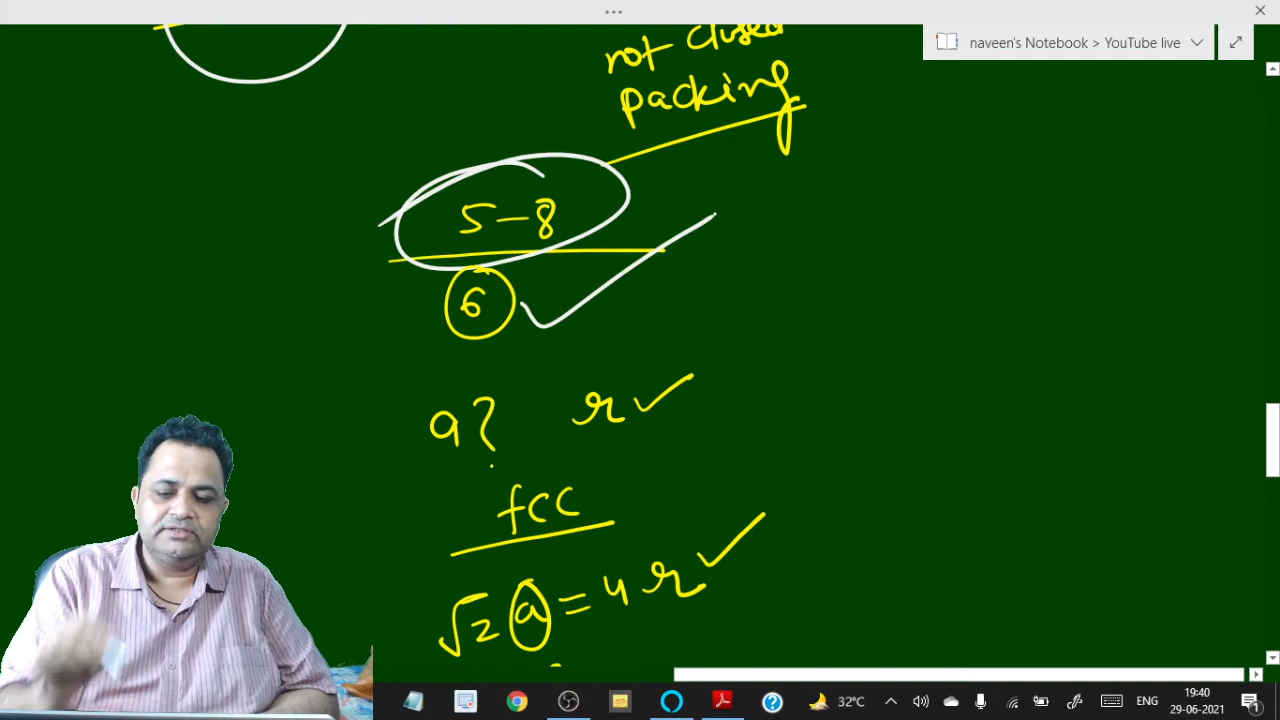 naveen's Notebook > YouTube live
not closed
packing
5-8
6
a? r
fcc
√2 a = 4r
32°C
ENG
19:40
29-06-2021
1